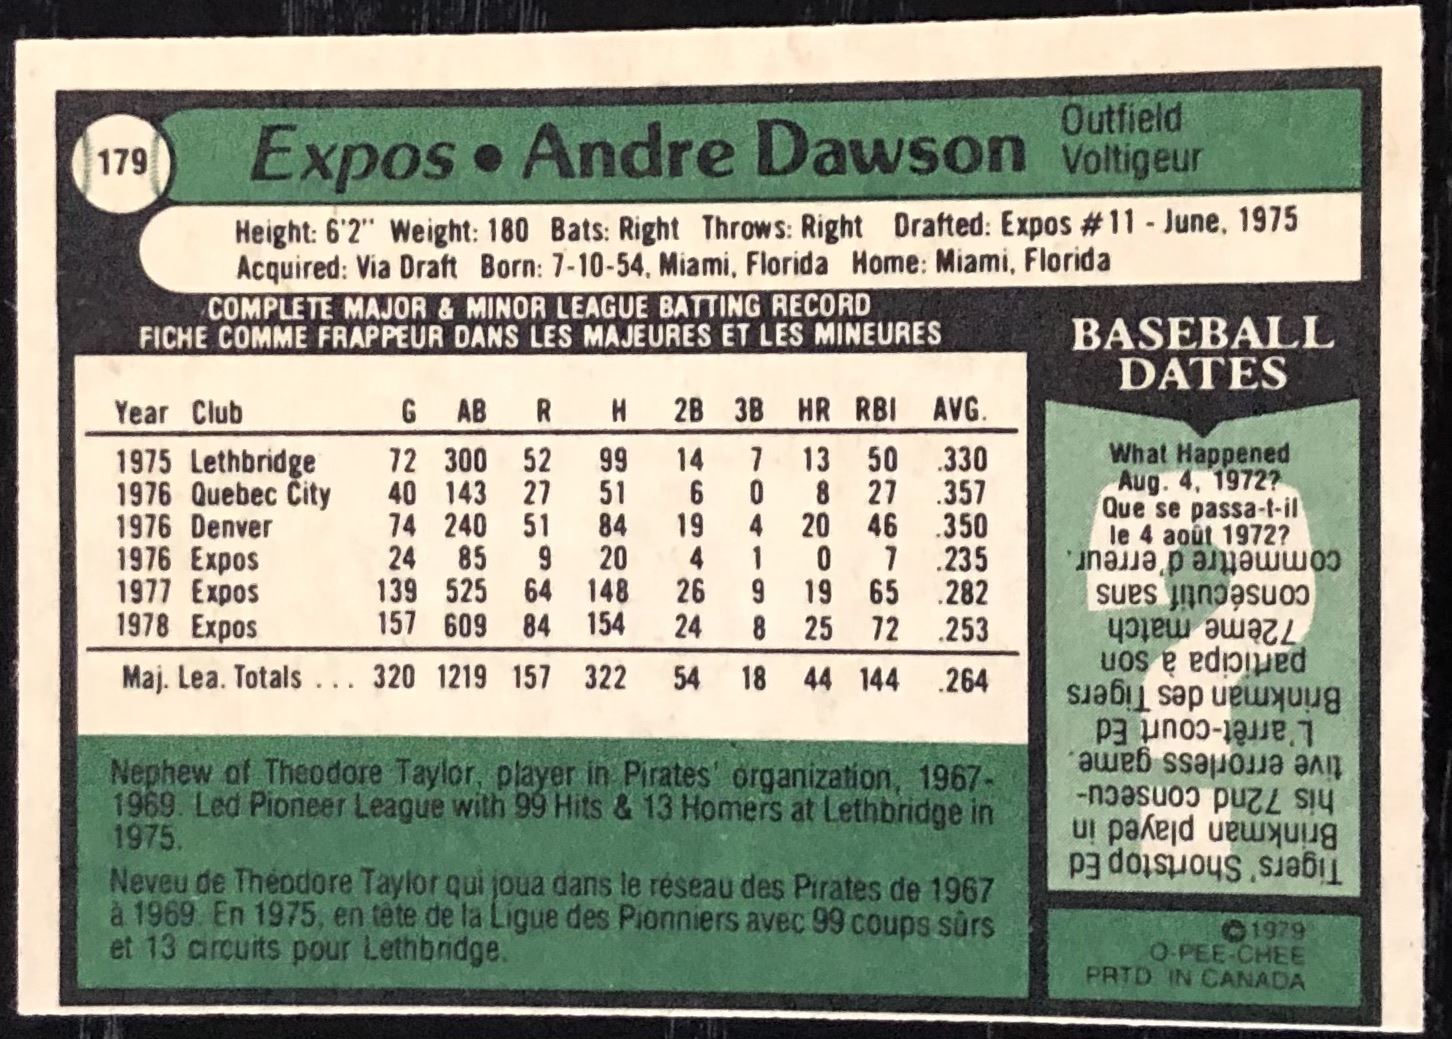 179
Expos • Andre Dawson
Outfield
Voltigeur
Height: 6'2" Weight: 180 Bats: Right Throws: Right Drafted: Expos #11 - June, 1975
Acquired: Via Draft Born: 7-10-54, Miami, Florida Home: Miami, Florida
COMPLETE MAJOR & MINOR LEAGUE BATTING RECORD
FICHE COMME FRAPPEUR DANS LES MAJEURES ET LES MINEURES
Year Club G AB R H 2B 3B HR RBI AVG.
1975 Lethbridge 72 300 52 99 14 7 13 50 .330
1976 Quebec City 40 143 27 51 6 0 8 27 .357
1976 Denver 74 240 51 84 19 4 20 46 .350
1976 Expos 24 85 9 20 4 1 0 7 .235
1977 Expos 139 525 64 148 26 9 19 65 .282
1978 Expos 157 609 84 154 24 8 25 72 .253
Maj. Lea. Totals ... 320 1219 157 322 54 18 44 144 .264
Nephew of Theodore Taylor, player in Pirates' organization, 1967-
1969. Led Pioneer League with 99 Hits & 13 Homers at Lethbridge in
1975.
Neveu de Théodore Taylor qui joua dans le réseau des Pirates de 1967
à 1969. En 1975, en tête de la Ligue des Pionniers avec 99 coups sûrs
et 13 circuits pour Lethbridge.
BASEBALL
DATES
What Happened
Aug. 4, 1972?
Que se passa-t-il
le 4 août 1972?
Tigers' Shortstop Ed
Brinkman played in
his 72nd consecu-
tive errorless game.
L'arrêt-court Ed
Brinkman des Tigers
participa à son
72ème match
consécutif sans
commettre d'erreur.
©1979
O-PEE-CHEE
PRTD IN CANADA